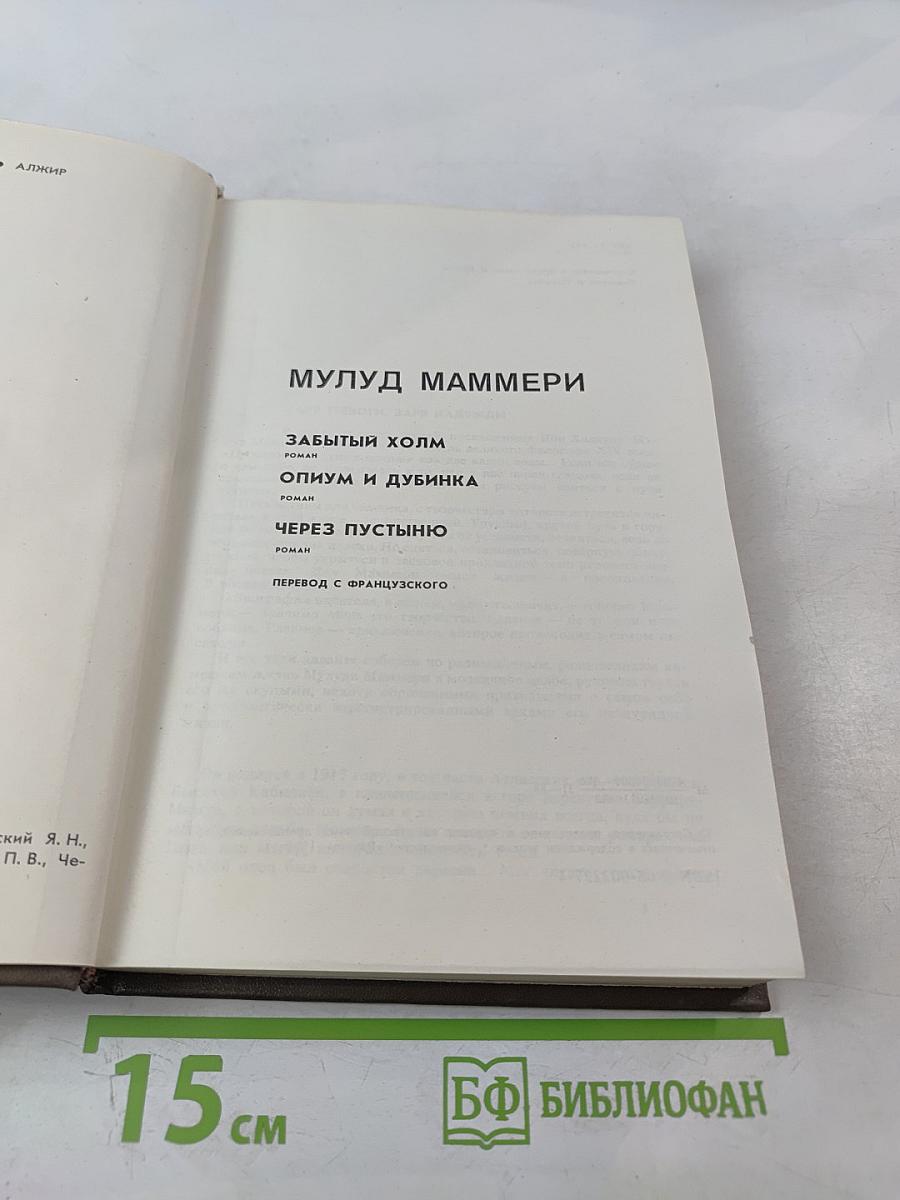 АЛЖИР
ский Я. Н.,
П. В., Че-
МУЛУД МАММЕРИ
ЗАБЫТЫЙ ХОЛМ
РОМАН
ОПИУМ И ДУБИНКА
РОМАН
ЧЕРЕЗ ПУСТЫНЮ
РОМАН
ПЕРЕВОД С ФРАНЦУЗСКОГО
15 см
БФ БИБЛИОФАН